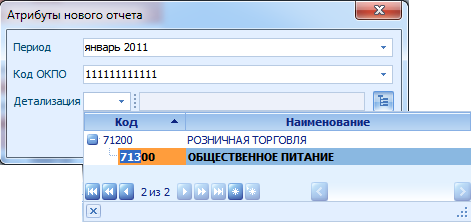 Атрибуты нового отчета
Период январь 2011
Код ОКПО 111111111111
Детализация
Код Наименование
71200 РОЗНИЧНАЯ ТОРГОВЛЯ
71300 ОБЩЕСТВЕННОЕ ПИТАНИЕ
2 из 2